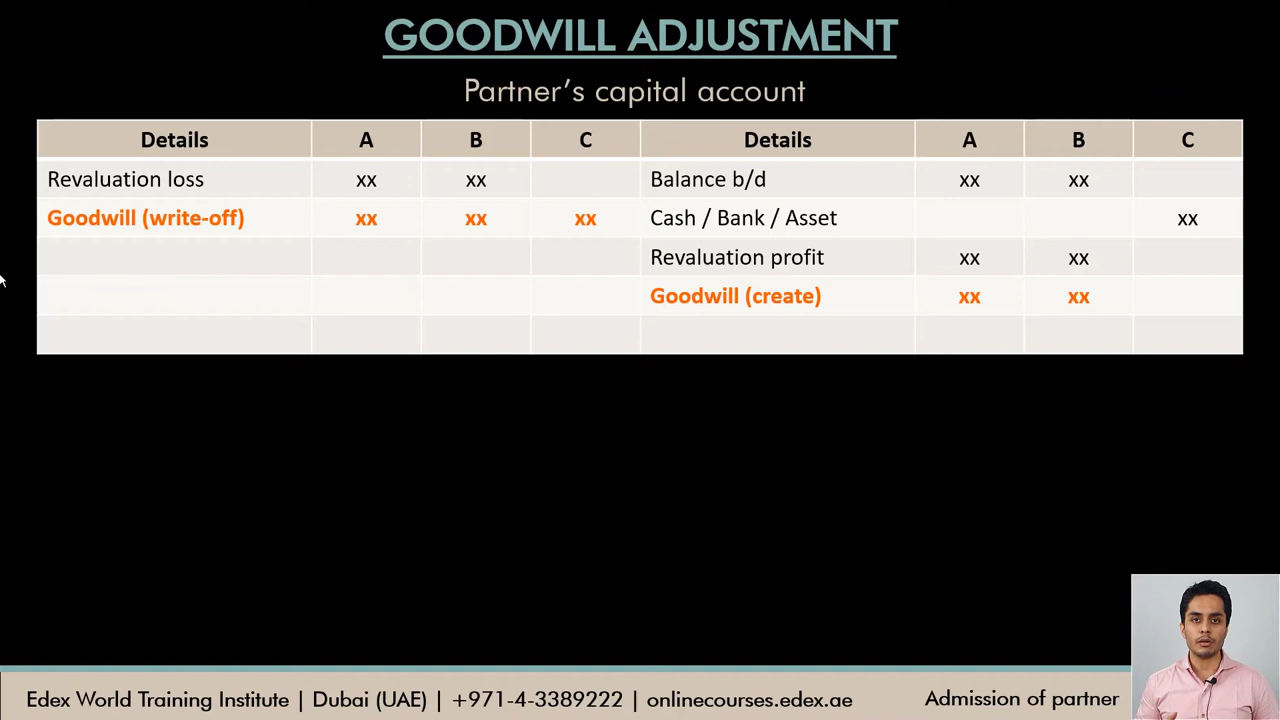 GOODWILL ADJUSTMENT
Partner's capital account
Details A B C Details A B C
Revaluation loss xx xx Balance b/d xx xx
Goodwill (write-off) xx xx xx Cash / Bank / Asset xx
Revaluation profit xx xx
Goodwill (create) xx xx
Edex World Training Institute | Dubai (UAE) | +971-4-3389222 | onlinecourses.edex.ae Admission of partner